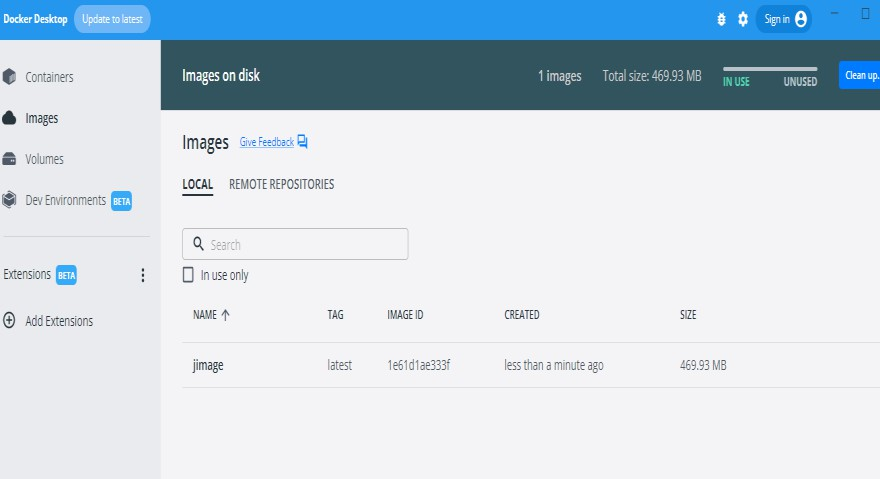 Docker Desktop Update to latest Sign in
Containers
Images
Volumes
Dev Environments BETA
Extensions BETA
Add Extensions
Images on disk 1 images Total size: 469.93 MB IN USE UNUSED Clean up.
Images Give Feedback
LOCAL REMOTE REPOSITORIES
Search
In use only
NAME TAG IMAGE ID CREATED SIZE
jimage latest 1e61d1ae333f less than a minute ago 469.93 MB